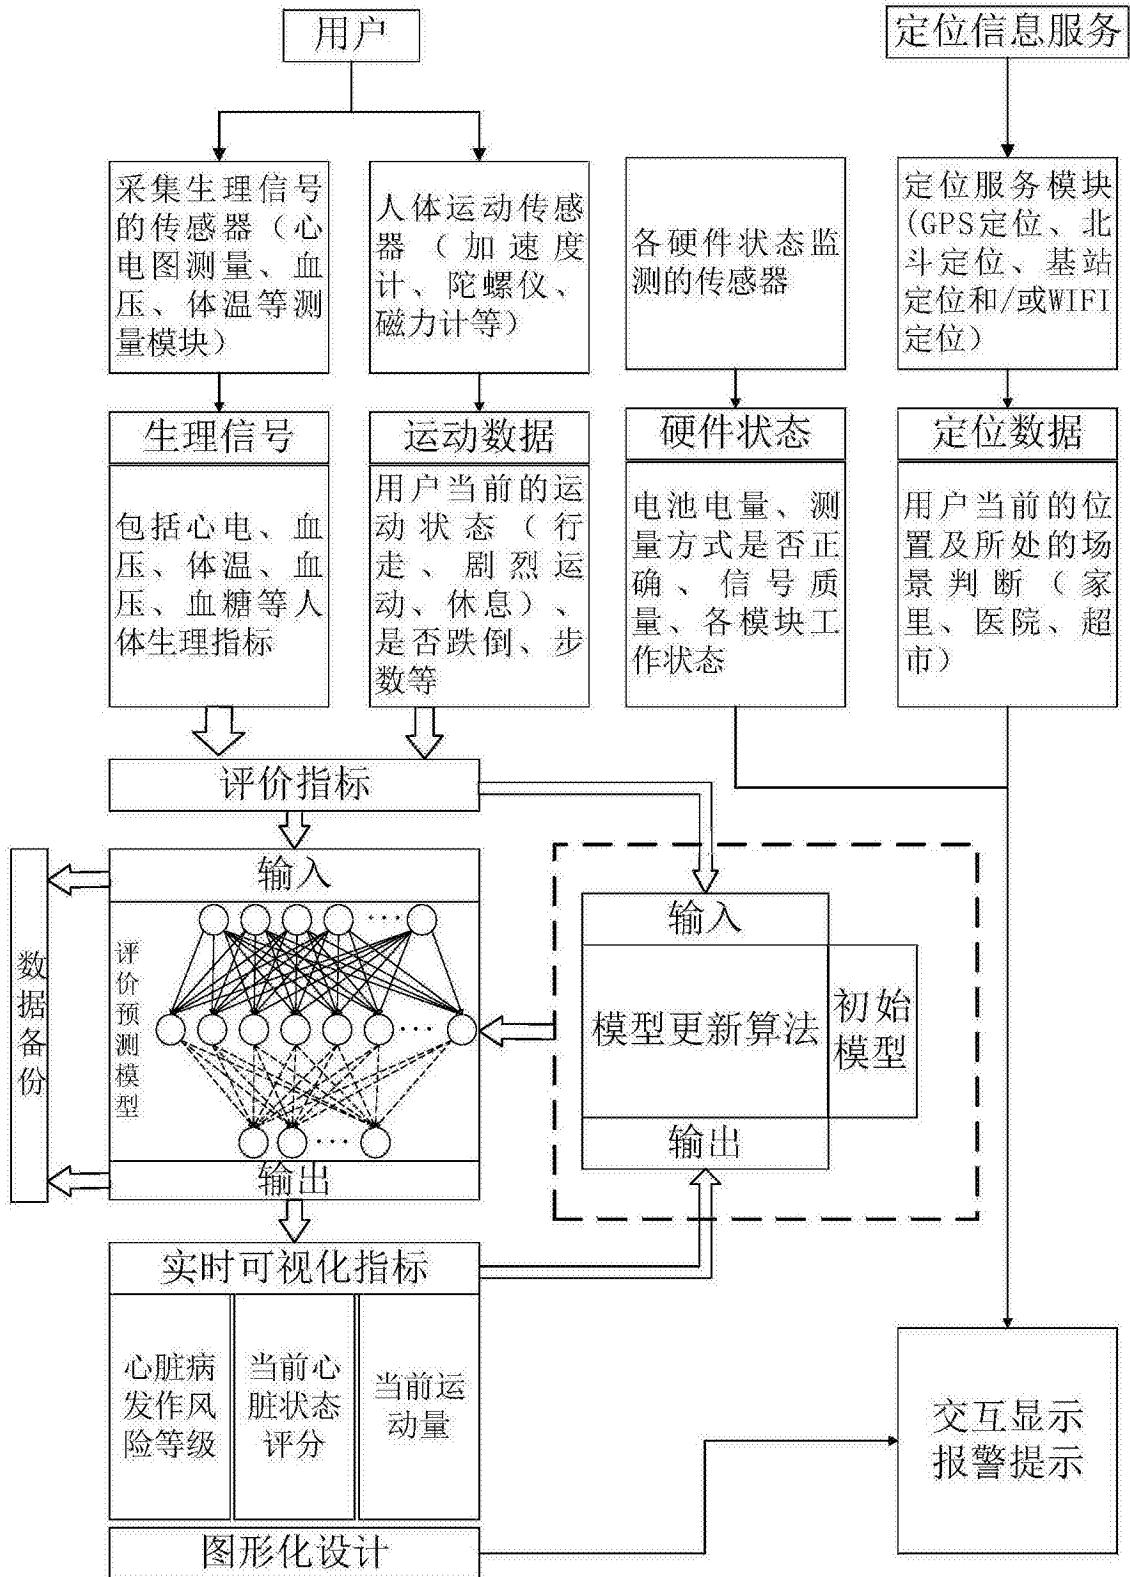 用户
定位信息服务
采集生理信号
的传感器（心
电图测量、血
压、体温等测
量模块）
人体运动传感
器（加速度
计、陀螺仪、
磁力计等）
各硬件状态监
测的传感器
定位服务模块
(GPS定位、北
斗定位、基站
定位和/或WIFI
定位）
生理信号
运动数据
硬件状态
定位数据
包括心电、血
压、体温、血
压、血糖等人
体生理指标
用户当前的运
动状态（行
走、剧烈运
动、休息）、
是否跌倒、步
数等
电池电量、测
量方式是否正
确、信号质
量、各模块工
作状态
用户当前的位
置及所处的场
景判断（家
里、医院、超
市）
评价指标
输入
数据备份
评价预测模型
输出
输入
模型更新算法
初始
模型
输出
实时可视化指标
心脏病
发作风
险等级
当前心
脏状态
评分
当前运
动量
图形化设计
交互显示
报警提示